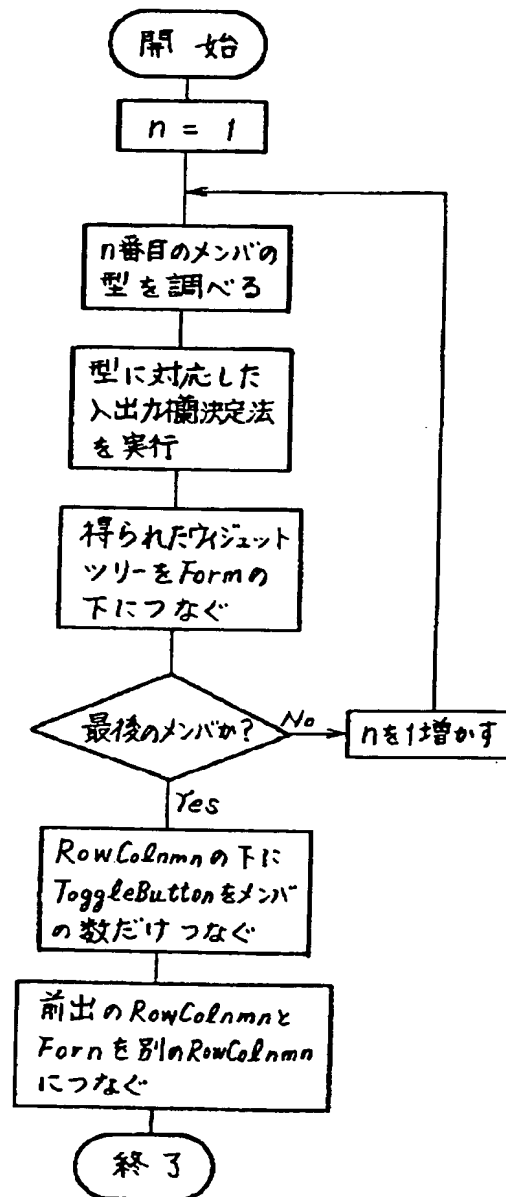 開始
n = 1
n番目のメンバの
型を調べる
型に対応した
入出力欄決定法
を実行
得られたウィジェット
ツリーをFormの
下につなぐ
最後のメンバか?
No
nを1増かす
Yes
RowColnmnの下に
ToggleButtonをメンバ
の数だけつなぐ
前出のRowColnmnと
Fornを別のRowColnmn
につなぐ
終了